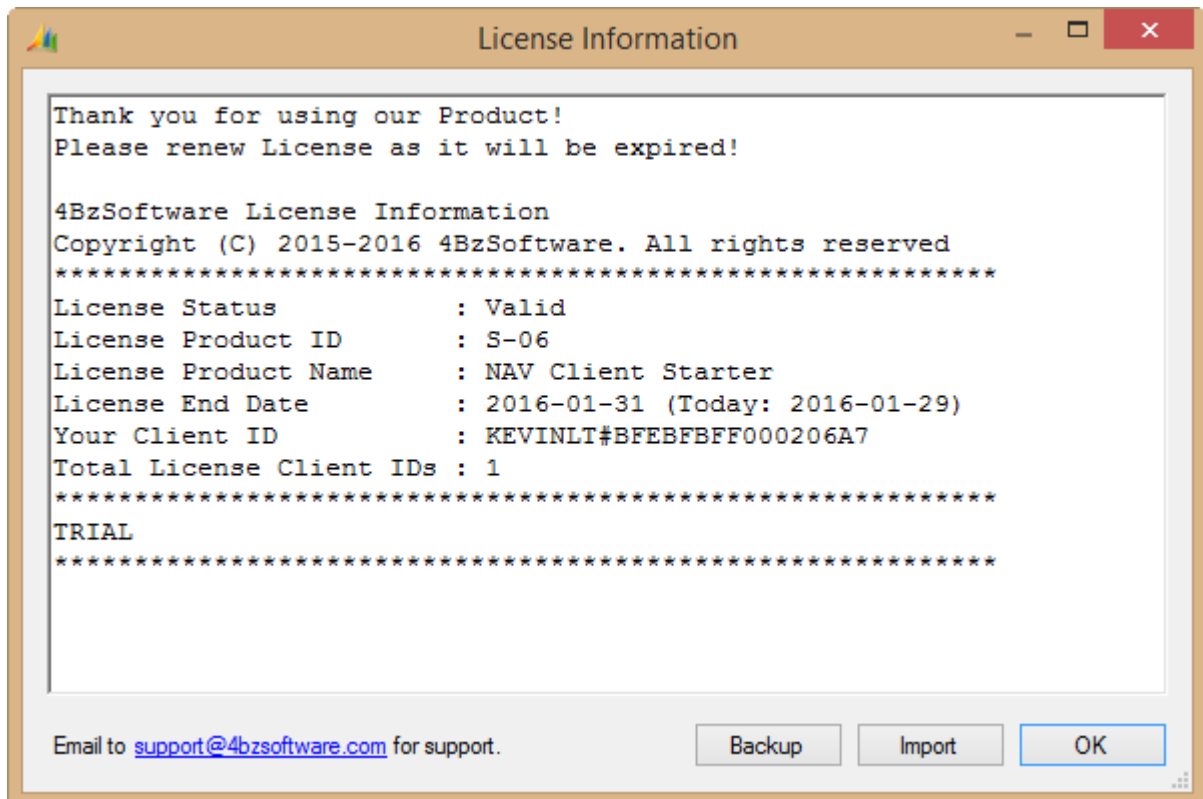 License Information
Thank you for using our Product!
Please renew License as it will be expired!
4BzSoftware License Information
Copyright (C) 2015-2016 4BzSoftware. All rights reserved
***********************************************************
License Status : Valid
License Product ID : S-06
License Product Name : NAV Client Starter
License End Date : 2016-01-31 (Today: 2016-01-29)
Your Client ID : KEVINLT#BFEBFBFF000206A7
Total License Client IDs : 1
***********************************************************
TRIAL
***********************************************************
Email to support@4bzsoftware.com for support. Backup Import OK